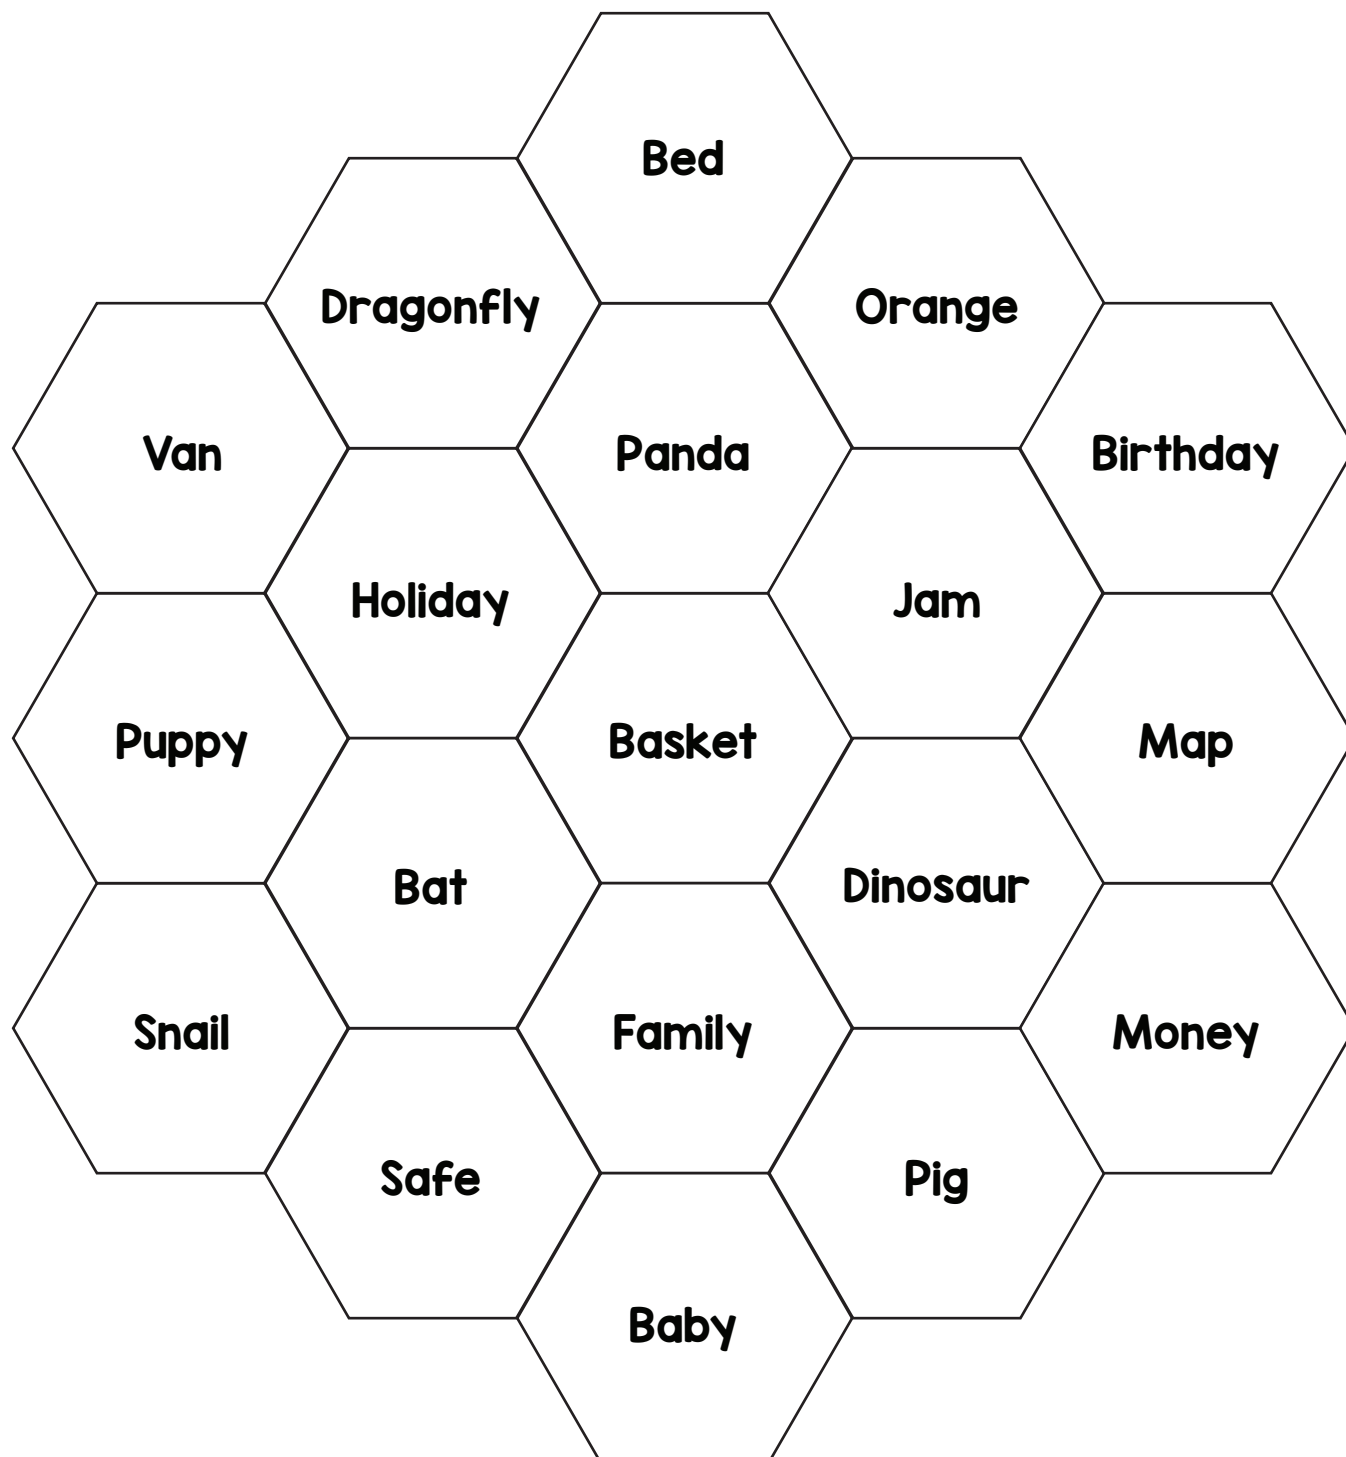 Bed
Dragonfly
Orange
Van
Panda
Birthday
Holiday
Jam
Puppy
Basket
Map
Bat
Dinosaur
Snail
Family
Money
Safe
Pig
Baby